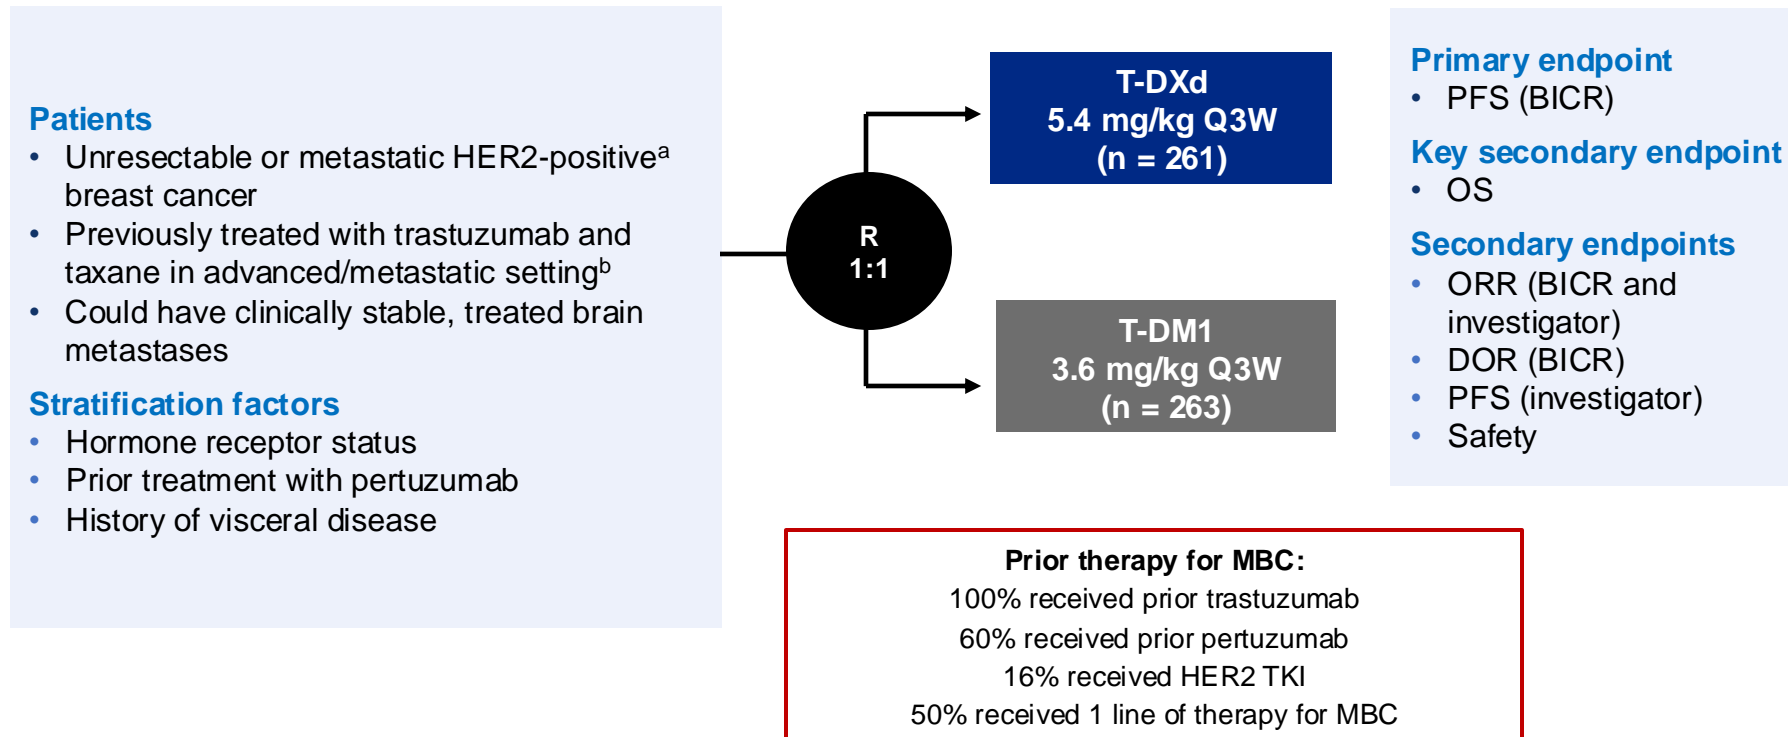 Patients
• Unresectable or metastatic HER2-positiveᵃ
breast cancer
• Previously treated with trastuzumab and
taxane in advanced/metastatic settingᵇ
• Could have clinically stable, treated brain
metastases
Stratification factors
• Hormone receptor status
• Prior treatment with pertuzumab
• History of visceral disease
R
1:1
T-DXd
5.4 mg/kg Q3W
(n = 261)
T-DM1
3.6 mg/kg Q3W
(n = 263)
Primary endpoint
• PFS (BICR)
Key secondary endpoint
• OS
Secondary endpoints
• ORR (BICR and
investigator)
• DOR (BICR)
• PFS (investigator)
• Safety
Prior therapy for MBC:
100% received prior trastuzumab
60% received prior pertuzumab
16% received HER2 TKI
50% received 1 line of therapy for MBC